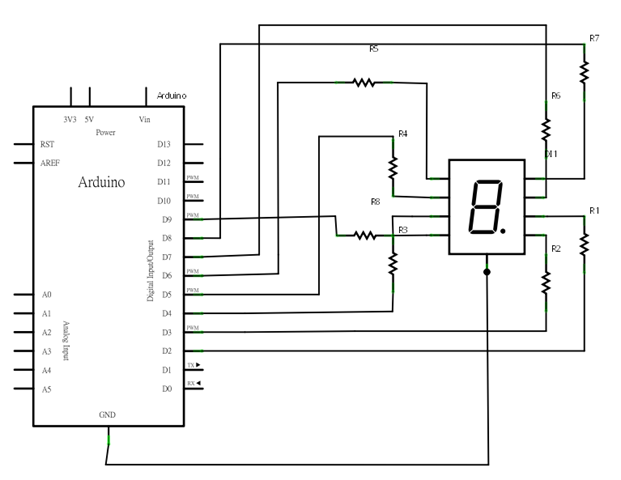 R7
R5
Arduino
R6
3V3 5V Vin
Power
R4
RST D13
AREF D12
Arduino
D11 PWM
D10 PWM
R8
R1
D9 PWM
R3
D8
R2
D7
D6 PWM
Digital Input/Output
A0 D5 PWM
A1 D4
A2 D3 PWM
Analog Input
A3 D2
A4 D1 TX
A5 D0 RX
GND
8.